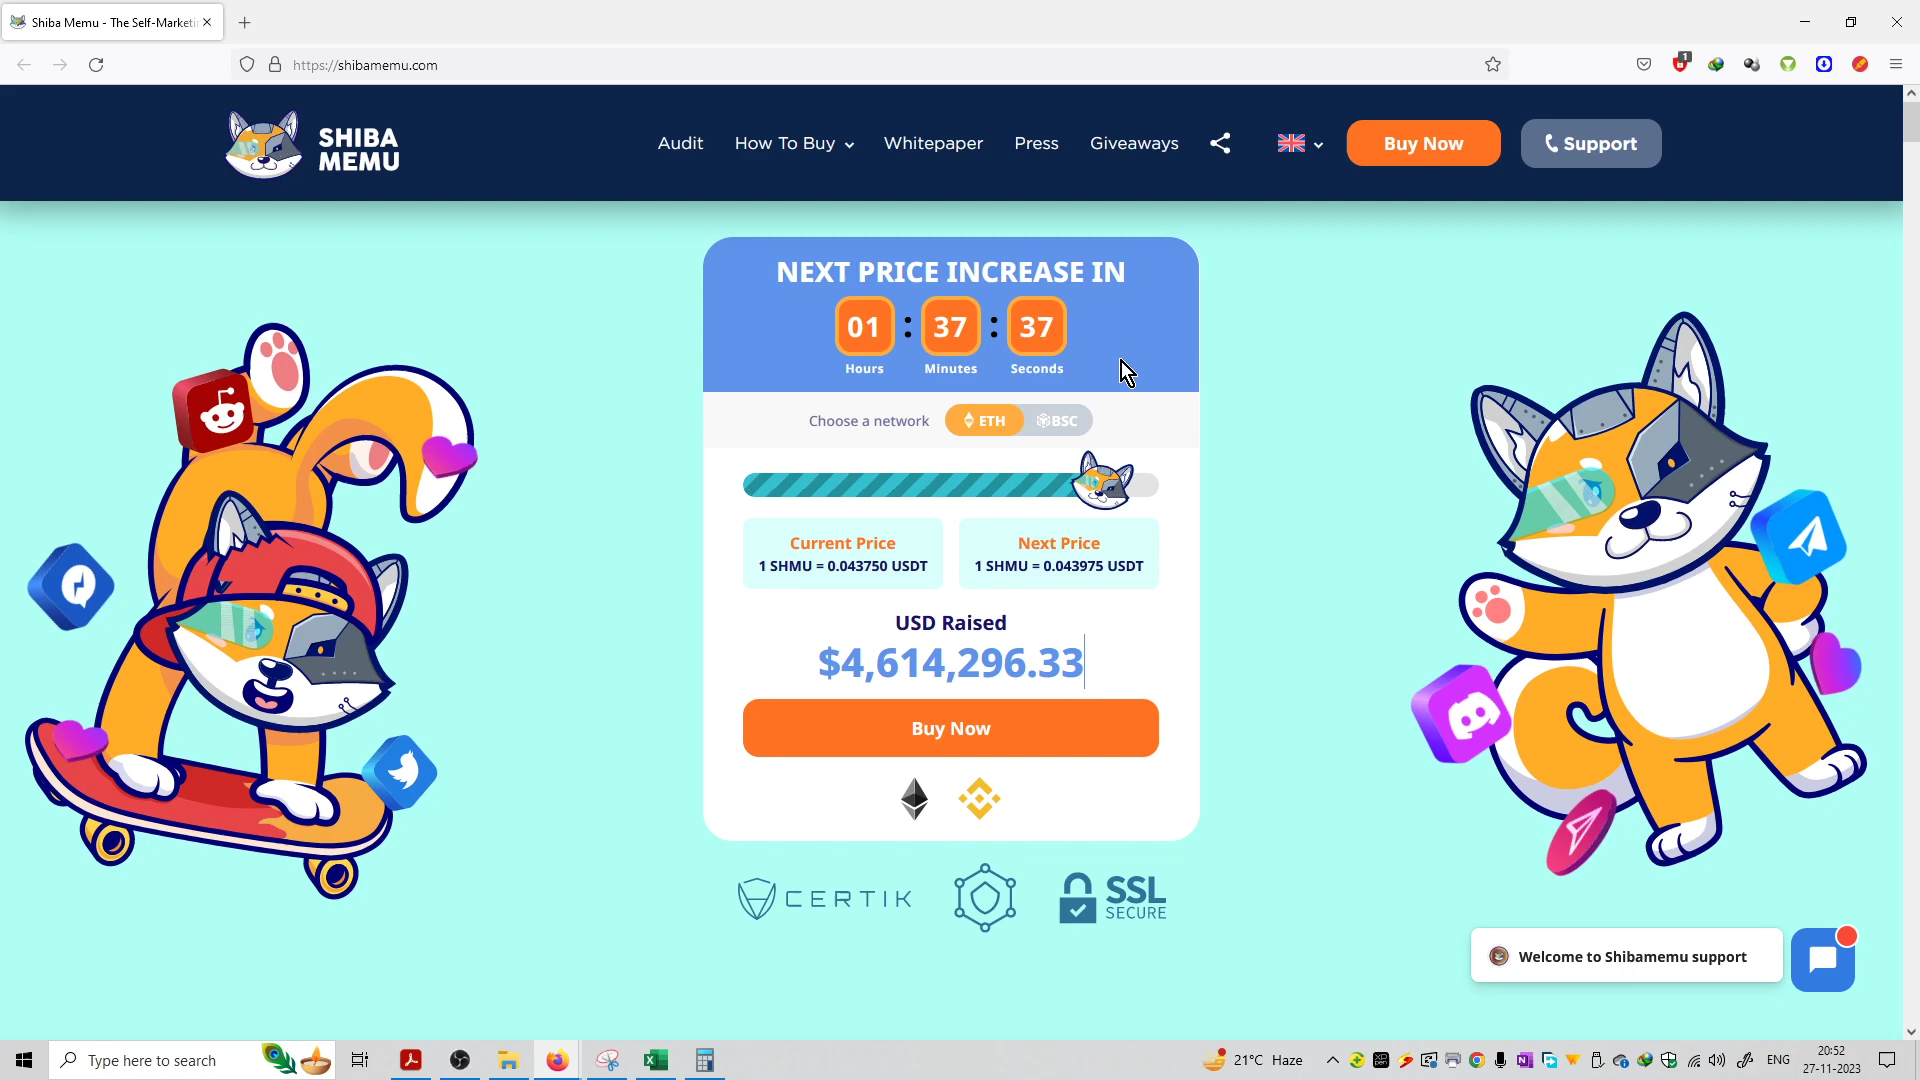 Shiba Memu - The Self-Marketi
https://shibamemu.com
1
SHIBA
MEMU
Audit
How To Buy
Whitepaper
Press
Giveaways
Buy Now
Support
NEXT PRICE INCREASE IN
01 : 37 : 37
Hours Minutes Seconds
Choose a network
ETH
BSC
Current Price
1 SHMU = 0.043750 USDT
Next Price
1 SHMU = 0.043975 USDT
USD Raised
$4,614,296.33
Buy Now
CERTIK
SSL
SECURE
Welcome to Shibamemu support
Type here to search
21°C Haze
ENG
20:52
27-11-2023